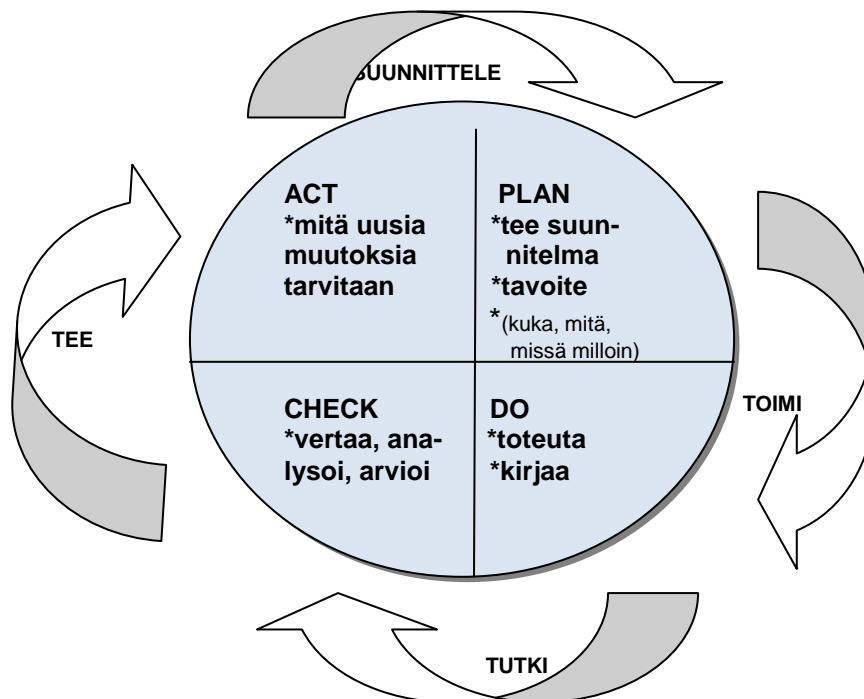 SUUNNITTELE
ACT
*mitä uusia
muutoksia
tarvitaan
PLAN
*tee suun-
nitelma
*tavoite
*(kuka, mitä,
missä milloin)
TEE
TOIMI
CHECK
*vertaa, ana-
lysoi, arvioi
DO
*toteuta
*kirjaa
TUTKI